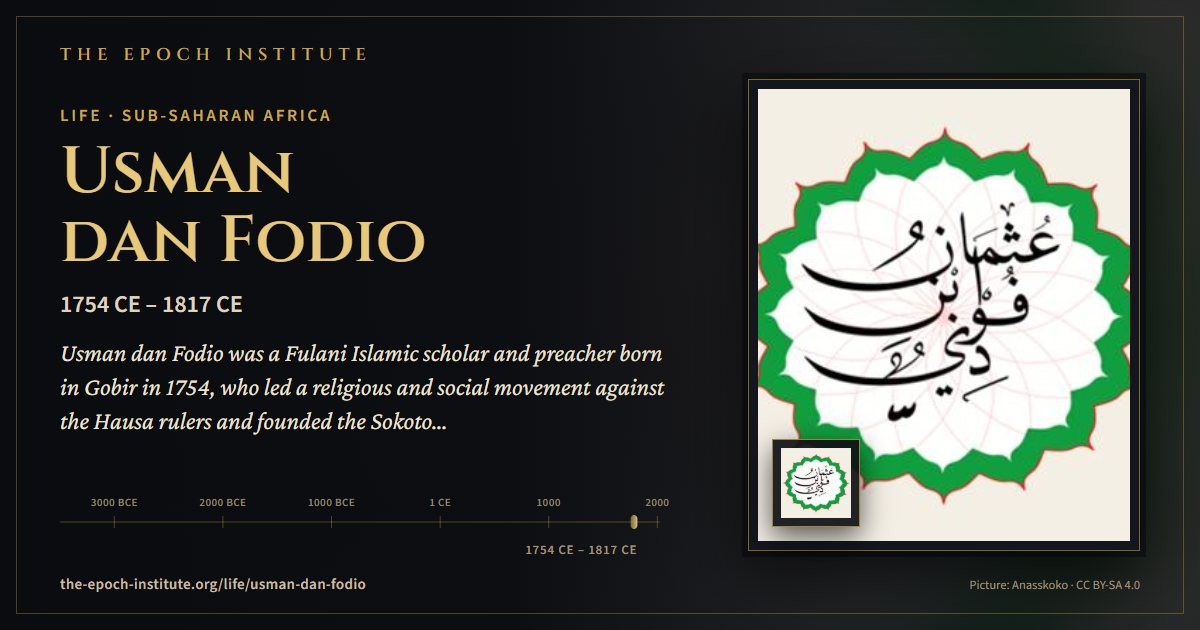 THE EPOCH INSTITUTE
LIFE · SUB-SAHARAN AFRICA
USMAN
DAN FODIO
1754 CE – 1817 CE
Usman dan Fodio was a Fulani Islamic scholar and preacher born
in Gobir in 1754, who led a religious and social movement against
the Hausa rulers and founded the Sokoto...
3000 BCE 2000 BCE 1000 BCE 1 CE 1000 2000
1754 CE – 1817 CE
the-epoch-institute.org/life/usman-dan-fodio
عُثْمَانُ
بْنُ فُوْدِيُّ
Picture: Anasskoko · CC BY-SA 4.0